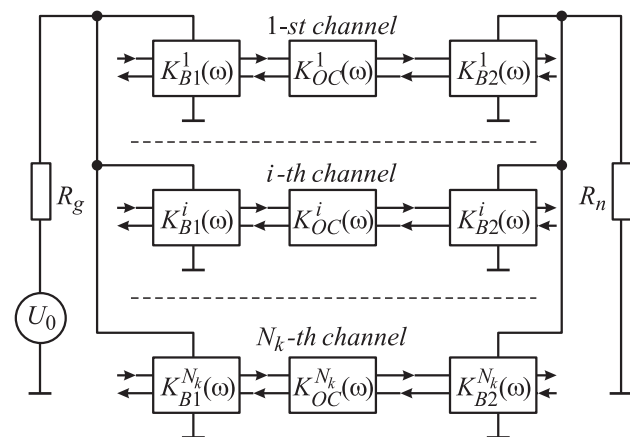 1-st channel
K_{B1}^{1}(ω) K_{OC}^{1}(ω) K_{B2}^{1}(ω)
i-th channel
R_g K_{B1}^{i}(ω) K_{OC}^{i}(ω) K_{B2}^{i}(ω) R_n
U_0
N_k-th channel
K_{B1}^{N_k}(ω) K_{OC}^{N_k}(ω) K_{B2}^{N_k}(ω)